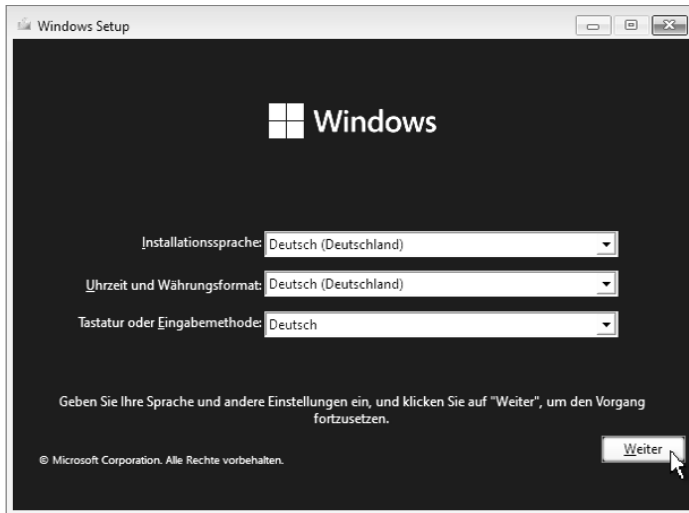 Windows Setup
Windows
Installationssprache: Deutsch (Deutschland)
Uhrzeit und Währungsformat: Deutsch (Deutschland)
Tastatur oder Eingabemethode: Deutsch
Geben Sie Ihre Sprache und andere Einstellungen ein, und klicken Sie auf "Weiter", um den Vorgang
fortzusetzen.
Weiter
© Microsoft Corporation. Alle Rechte vorbehalten.